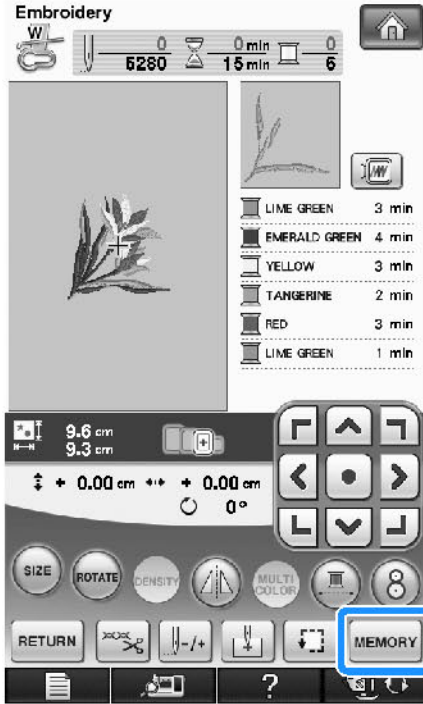 Embroidery
W
0 0 min 0
5280 15 min 6
LIME GREEN 3 min
EMERALD GREEN 4 min
YELLOW 3 min
TANGERINE 2 min
RED 3 min
LIME GREEN 1 min
9.6 cm
9.3 cm
+ 0.00 cm + 0.00 cm
0°
SIZE ROTATE DENSITY MULTI COLOR 8
RETURN -/+ MEMORY
?